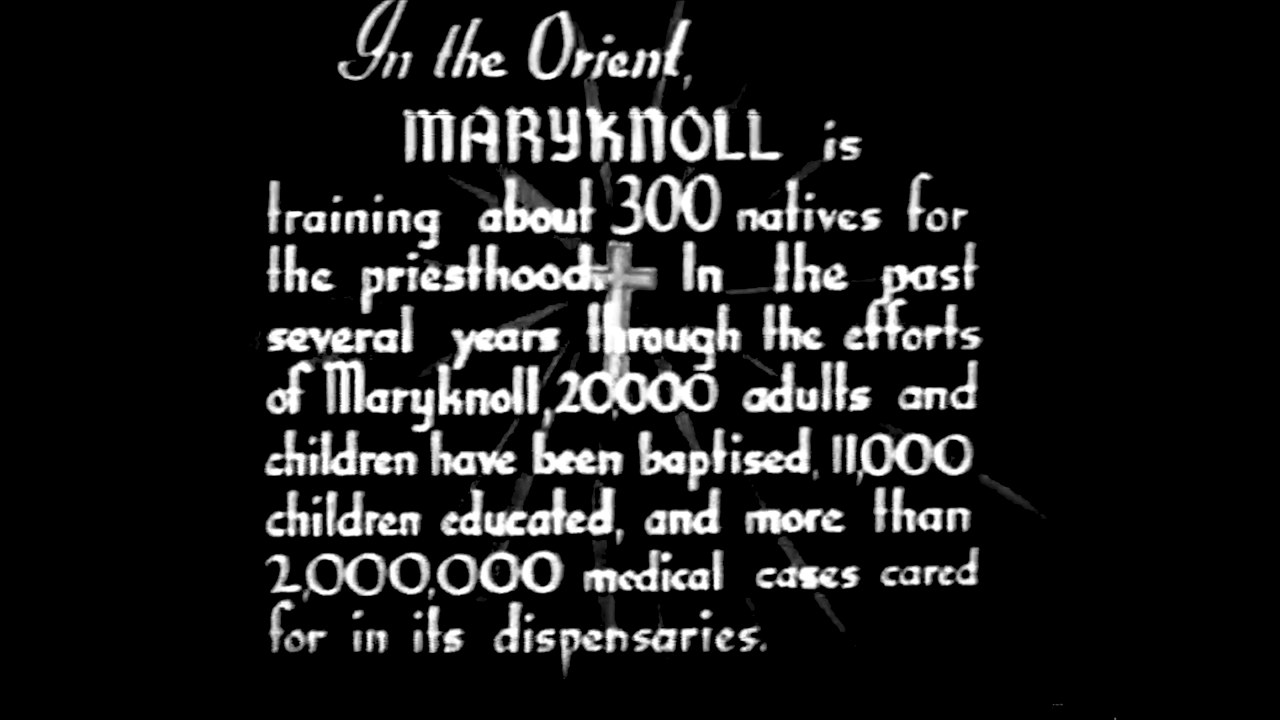 In the Orient,
MARYKNOLL is
training about 300 natives for
the priesthood. In the past
several years through the efforts
of Maryknoll, 20,000 adults and
children have been baptised, 11,000
children educated, and more than
2,000,000 medical cases cared
for in its dispensaries.